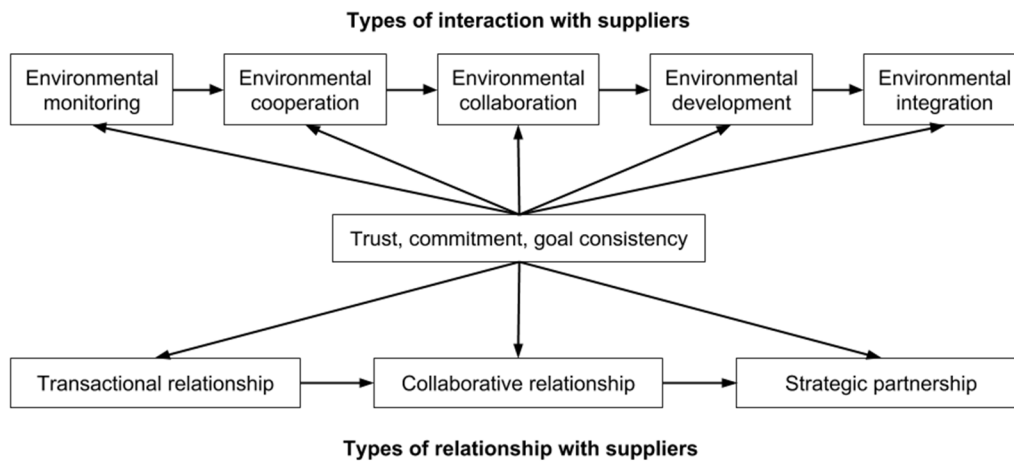 Types of interaction with suppliers
Environmental
monitoring
Environmental
cooperation
Environmental
collaboration
Environmental
development
Environmental
integration
Trust, commitment, goal consistency
Transactional relationship
Collaborative relationship
Strategic partnership
Types of relationship with suppliers